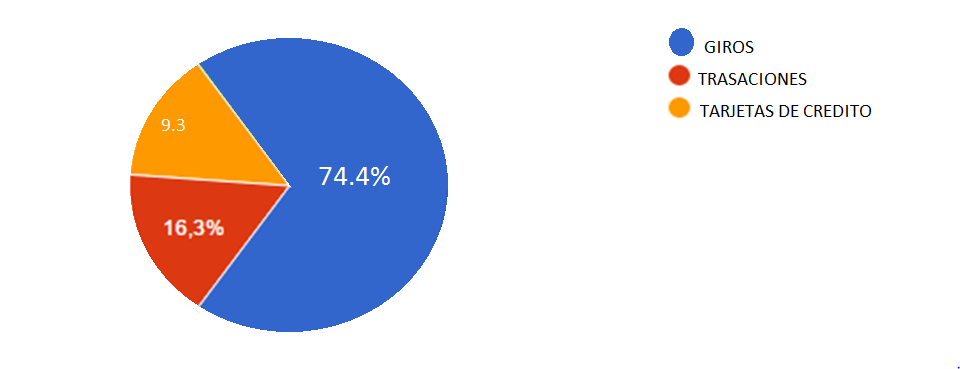 GIROS
TRASACIONES
TARJETAS DE CREDITO
9.3
74.4%
16,3%